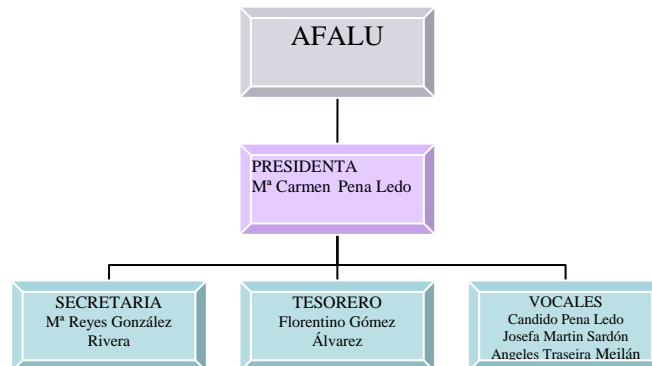 AFALU
PRESIDENTA
Mª Carmen Pena Ledo
SECRETARIA
Mª Reyes González
Rivera
TESORERO
Florentino Gómez
Álvarez
VOCALES
Candido Pena Ledo
Josefa Martin Sardón
Angeles Traseira Meilán